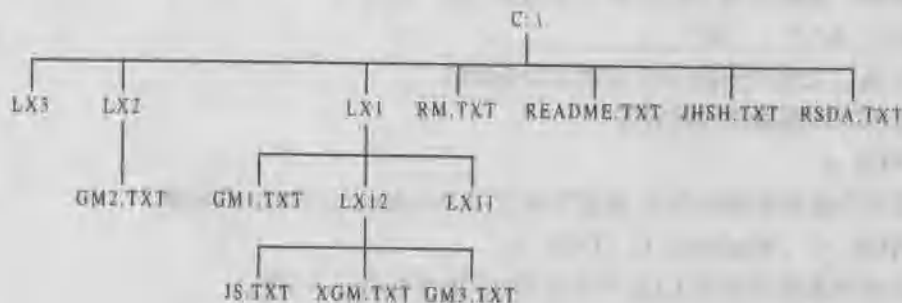 C:\
LX3 LX2 LX1 RM.TXT README.TXT JHSH.TXT RSDA.TXT
GM2.TXT GM1.TXT LX12 LX11
JS.TXT XGM.TXT GM3.TXT